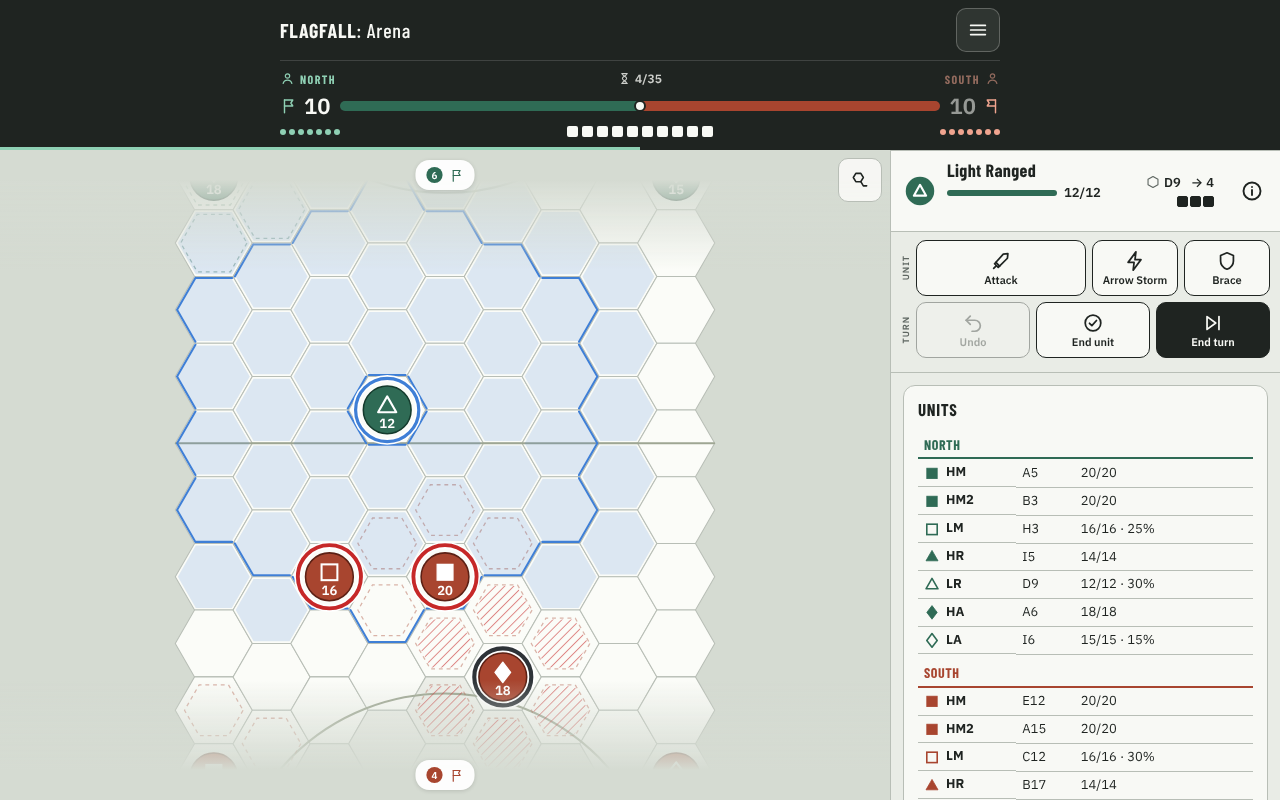 FLAGFALL: Arena
NORTH
4/35
SOUTH
10
10
18
6
15
Light Ranged
12/12
D9
→ 4
UNIT
Attack
Arrow Storm
Brace
TURN
Undo
End unit
End turn
12
16
20
18
4
UNITS
NORTH
HM A5 20/20
HM2 B3 20/20
LM H3 16/16 · 25%
HR I5 14/14
LR D9 12/12 · 30%
HA A6 18/18
LA I6 15/15 · 15%
SOUTH
HM E12 20/20
HM2 A15 20/20
LM C12 16/16 · 30%
HR B17 14/14